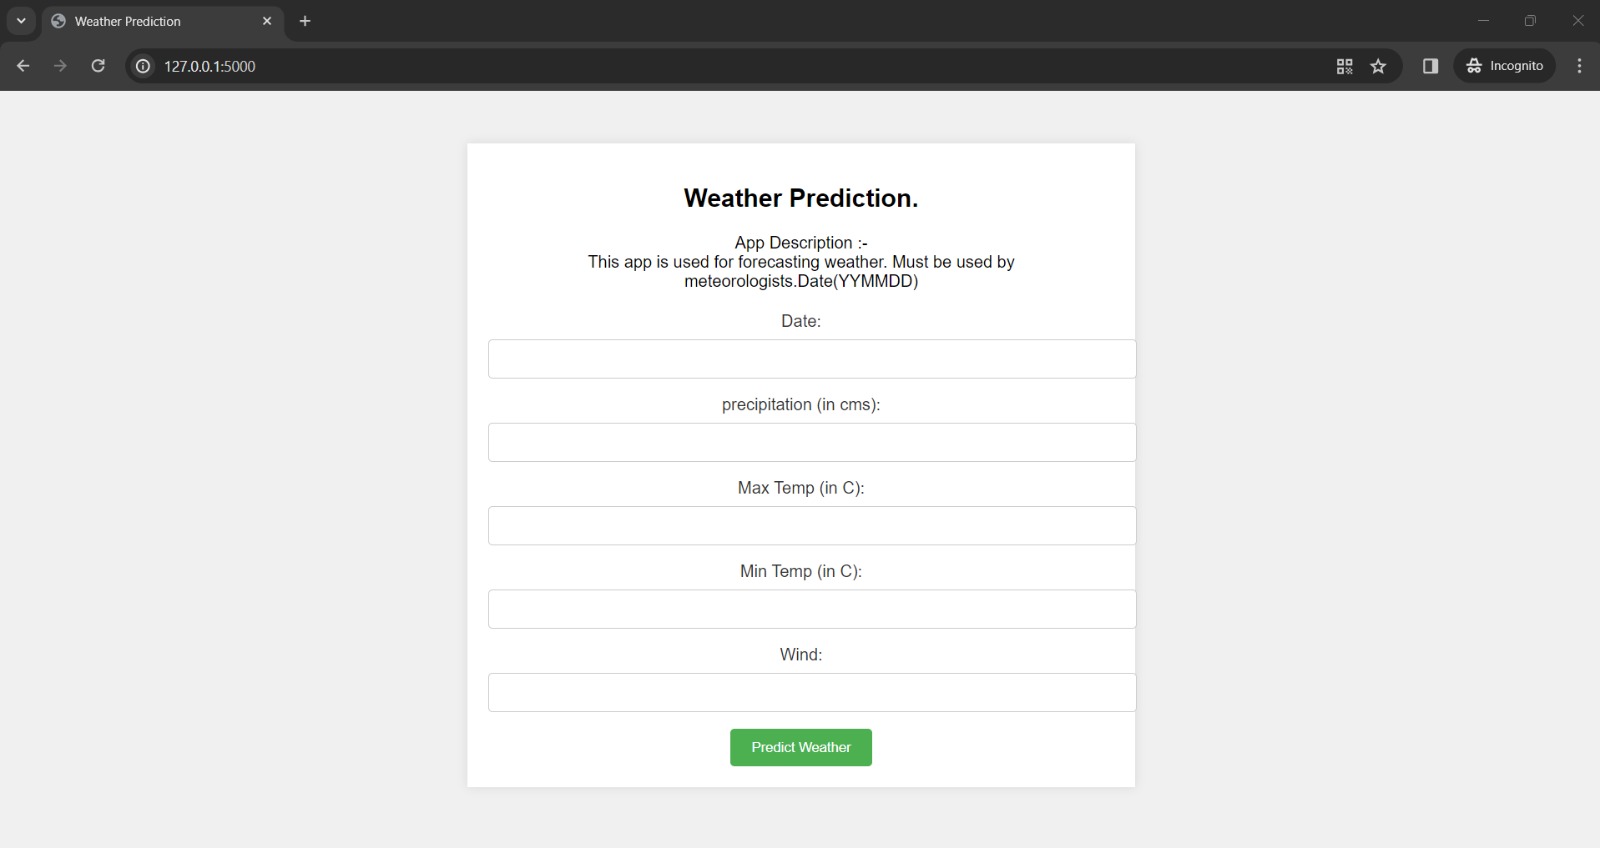 Weather Prediction
127.0.0.1:5000
Incognito
Weather Prediction.
App Description :-
This app is used for forecasting weather. Must be used by
meteorologists.Date(YYMMDD)
Date:
precipitation (in cms):
Max Temp (in C):
Min Temp (in C):
Wind:
Predict Weather